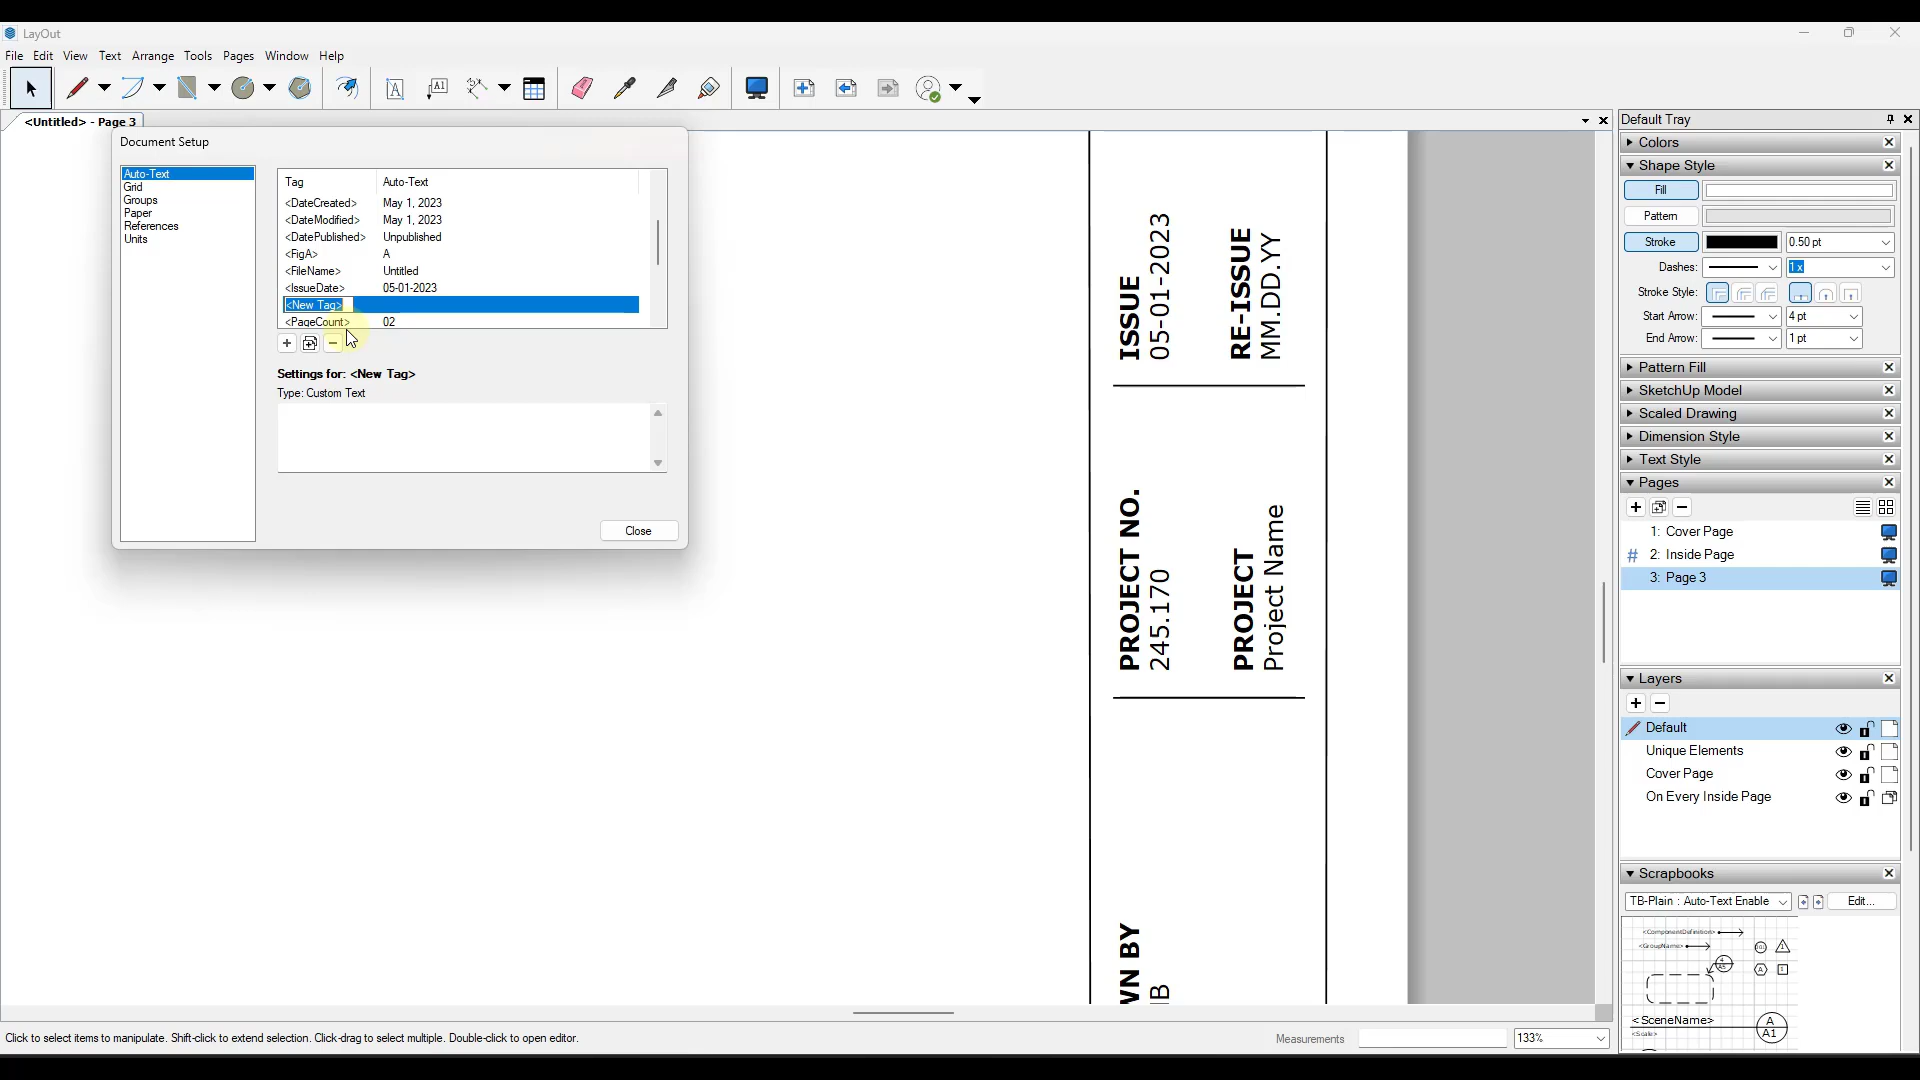 LayOut
File Edit View Text Arrange Tools Pages Window Help
<Untitled> - Page 3
Document Setup
Auto-Text
Grid
Groups
Paper
References
Units
Tag Auto-Text
<DateCreated> May 1, 2023
<DateModified> May 1, 2023
<DatePublished> Unpublished
<FigA> A
<FileName> Untitled
<IssueDate> 05-01-2023
<New Tag>
<PageCount> 02
Settings for: <New Tag>
Type: Custom Text
Close
ISSUE
05-01-2023
RE-ISSUE
MM.DD.YY
PROJECT NO.
245.170
PROJECT
Project Name
WN BY
IB
Default Tray
Colors
Shape Style
Fill
Pattern
Stroke 0.50 pt
Dashes: 1 x
Stroke Style:
Start Arrow: 4 pt
End Arrow: 1 pt
Pattern Fill
SketchUp Model
Scaled Drawing
Dimension Style
Text Style
Pages
1: Cover Page
# 2: Inside Page
3: Page 3
Layers
Default
Unique Elements
Cover Page
On Every Inside Page
Scrapbooks
TB-Plain : Auto-Text Enable Edit...
<ComponentDefinition>
<GroupName>
<SceneName> A
<Scale> A1
Click to select items to manipulate. Shift-click to extend selection. Click-drag to select multiple. Double-click to open editor.
Measurements 133%